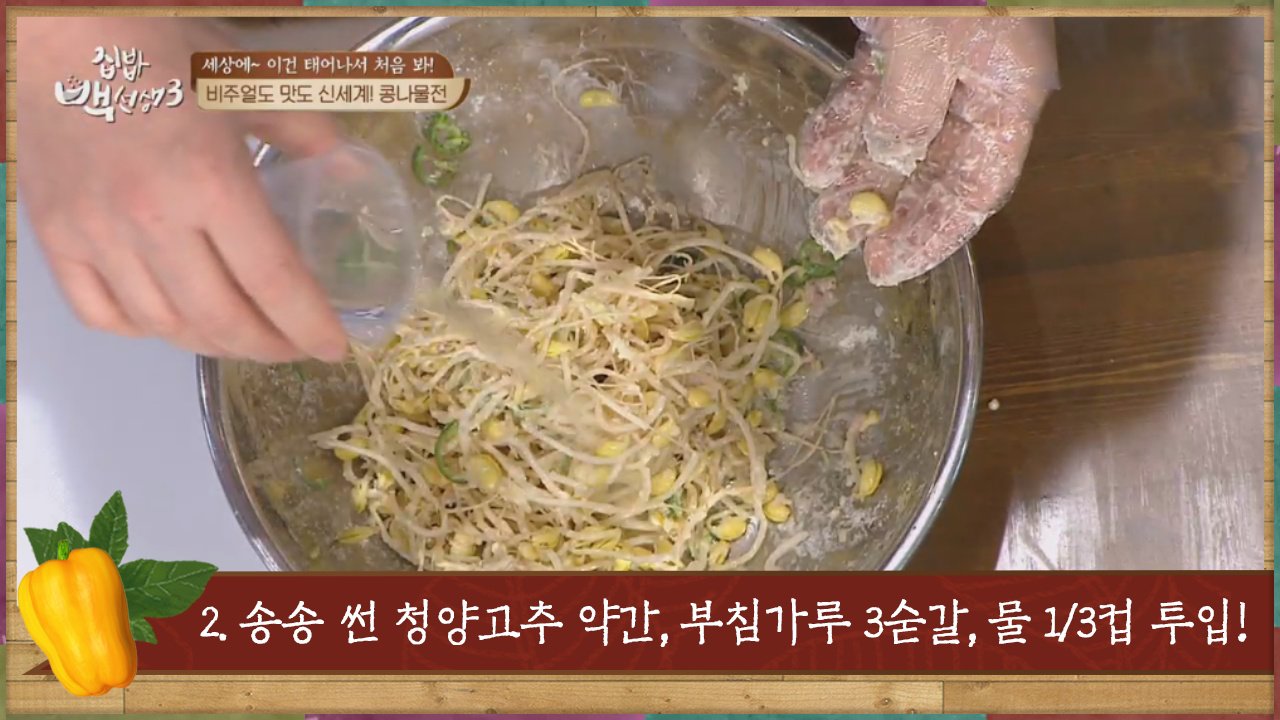 집밥
백선생3
세상에~ 이건 태어나서 처음 봐!
비주얼도 맛도 신세계! 콩나물전
2. 송송 썬 청양고추 약간, 부침가루 3숟갈, 물 1/3컵 투입!